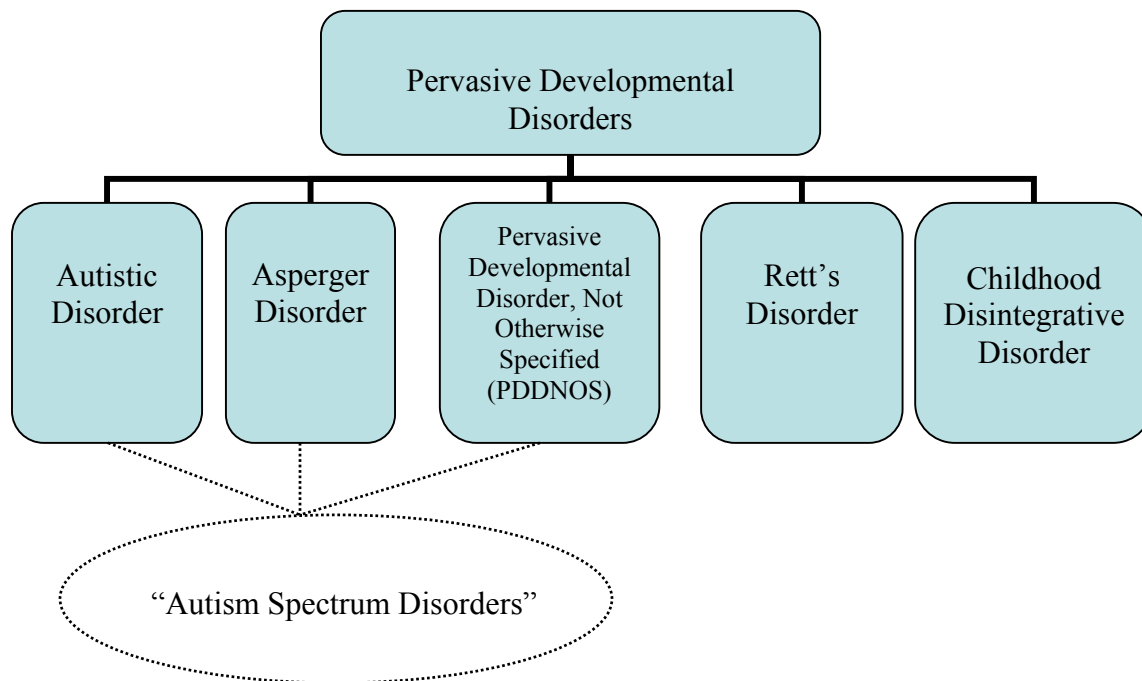 Pervasive Developmental
Disorders
Autistic
Disorder
Asperger
Disorder
Pervasive
Developmental
Disorder, Not
Otherwise
Specified
(PDDNOS)
Rett’s
Disorder
Childhood
Disintegrative
Disorder
“Autism Spectrum Disorders”